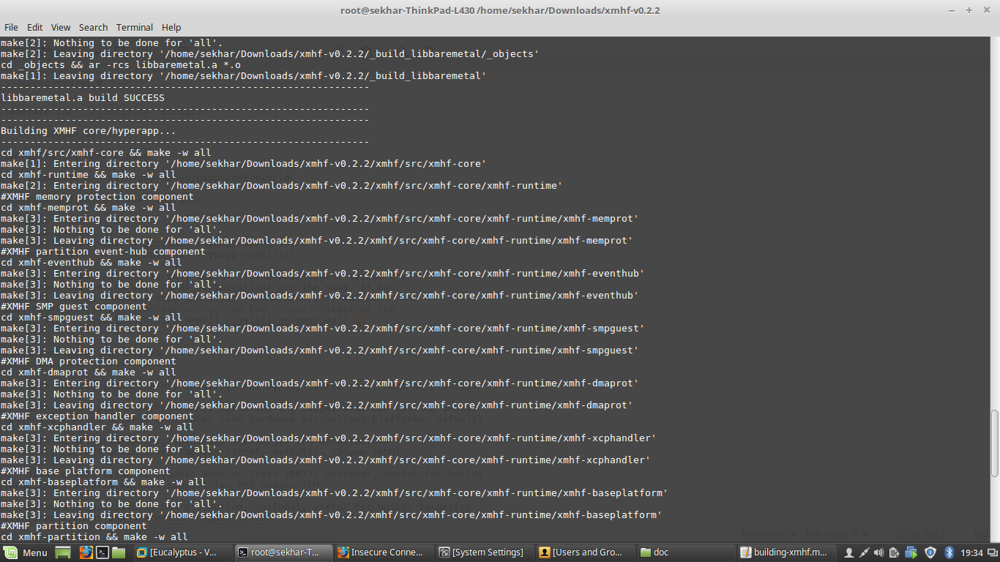 root@sekhar-ThinkPad-L430 /home/sekhar/Downloads/xmhf-v0.2.2
File Edit View Search Terminal Help
make[2]: Nothing to be done for 'all'.
make[2]: Leaving directory '/home/sekhar/Downloads/xmhf-v0.2.2/_build_libbaremetal/_objects'
cd _objects && ar -rcs libbaremetal.a *.o
make[1]: Leaving directory '/home/sekhar/Downloads/xmhf-v0.2.2/_build_libbaremetal'
---------------------------------------------------------------
libbaremetal.a build SUCCESS
---------------------------------------------------------------
---------------------------------------------------------------
Building XMHF core/hyperapp...
---------------------------------------------------------------
cd xmhf/src/xmhf-core && make -w all
make[1]: Entering directory '/home/sekhar/Downloads/xmhf-v0.2.2/xmhf/src/xmhf-core'
cd xmhf-runtime && make -w all
make[2]: Entering directory '/home/sekhar/Downloads/xmhf-v0.2.2/xmhf/src/xmhf-core/xmhf-runtime'
#XMHF memory protection component
cd xmhf-memprot && make -w all
make[3]: Entering directory '/home/sekhar/Downloads/xmhf-v0.2.2/xmhf/src/xmhf-core/xmhf-runtime/xmhf-memprot'
make[3]: Nothing to be done for 'all'.
make[3]: Leaving directory '/home/sekhar/Downloads/xmhf-v0.2.2/xmhf/src/xmhf-core/xmhf-runtime/xmhf-memprot'
#XMHF partition event-hub component
cd xmhf-eventhub && make -w all
make[3]: Entering directory '/home/sekhar/Downloads/xmhf-v0.2.2/xmhf/src/xmhf-core/xmhf-runtime/xmhf-eventhub'
make[3]: Nothing to be done for 'all'.
make[3]: Leaving directory '/home/sekhar/Downloads/xmhf-v0.2.2/xmhf/src/xmhf-core/xmhf-runtime/xmhf-eventhub'
#XMHF SMP guest component
cd xmhf-smpguest && make -w all
make[3]: Entering directory '/home/sekhar/Downloads/xmhf-v0.2.2/xmhf/src/xmhf-core/xmhf-runtime/xmhf-smpguest'
make[3]: Nothing to be done for 'all'.
make[3]: Leaving directory '/home/sekhar/Downloads/xmhf-v0.2.2/xmhf/src/xmhf-core/xmhf-runtime/xmhf-smpguest'
#XMHF DMA protection component
cd xmhf-dmaprot && make -w all
make[3]: Entering directory '/home/sekhar/Downloads/xmhf-v0.2.2/xmhf/src/xmhf-core/xmhf-runtime/xmhf-dmaprot'
make[3]: Nothing to be done for 'all'.
make[3]: Leaving directory '/home/sekhar/Downloads/xmhf-v0.2.2/xmhf/src/xmhf-core/xmhf-runtime/xmhf-dmaprot'
#XMHF exception handler component
cd xmhf-xcphandler && make -w all
make[3]: Entering directory '/home/sekhar/Downloads/xmhf-v0.2.2/xmhf/src/xmhf-core/xmhf-runtime/xmhf-xcphandler'
make[3]: Nothing to be done for 'all'.
make[3]: Leaving directory '/home/sekhar/Downloads/xmhf-v0.2.2/xmhf/src/xmhf-core/xmhf-runtime/xmhf-xcphandler'
#XMHF base platform component
cd xmhf-baseplatform && make -w all
make[3]: Entering directory '/home/sekhar/Downloads/xmhf-v0.2.2/xmhf/src/xmhf-core/xmhf-runtime/xmhf-baseplatform'
make[3]: Nothing to be done for 'all'.
make[3]: Leaving directory '/home/sekhar/Downloads/xmhf-v0.2.2/xmhf/src/xmhf-core/xmhf-runtime/xmhf-baseplatform'
#XMHF partition component
cd xmhf-partition && make -w all
Markdown Tab Width: 4
Menu [Eucalyptus - V... root@sekhar-T... Insecure Conne... [System Settings] [Users and Gro... doc building-xmhf.m... 19:34